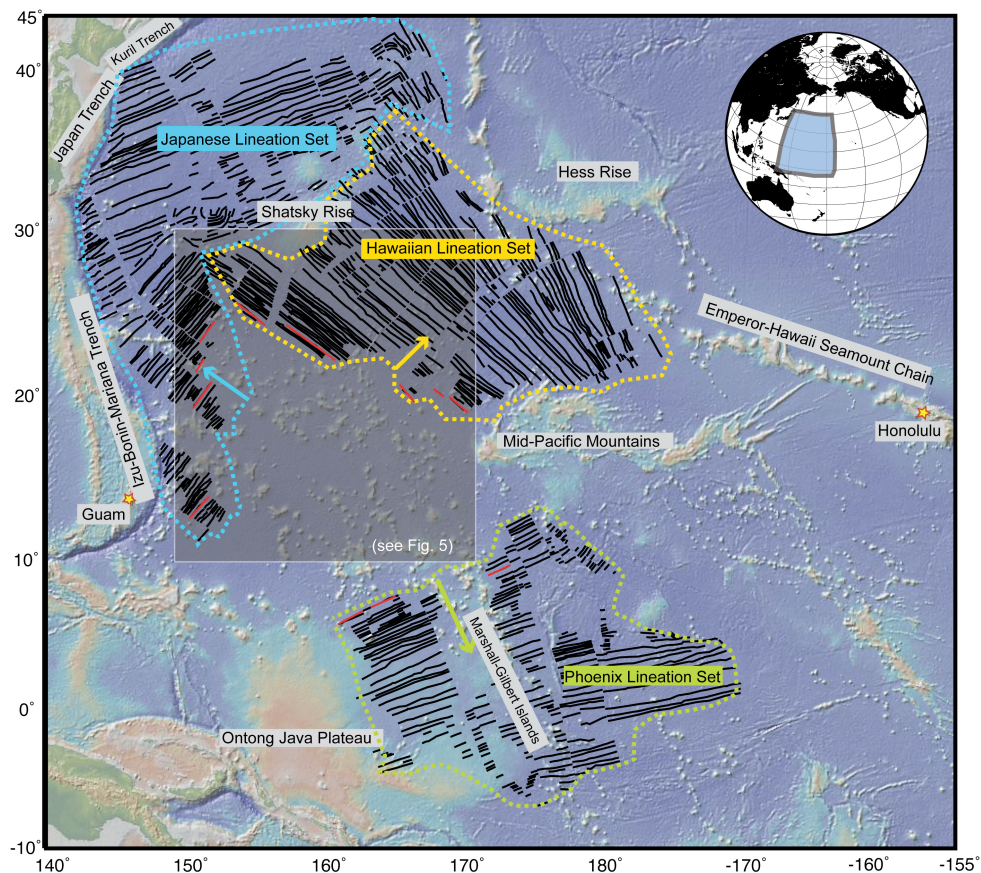 45°
40°
30°
20°
10°
0°
-10°
140°
150°
160°
170°
180°
-170°
-160°
-155°
Kuril Trench
Japan Trench
Japanese Lineation Set
Hess Rise
Shatsky Rise
Hawaiian Lineation Set
Izu-Bonin-Mariana Trench
Emperor-Hawaii Seamount Chain
Honolulu
Mid-Pacific Mountains
Guam
(see Fig. 5)
Marshall-Gilbert Islands
Phoenix Lineation Set
Ontong Java Plateau